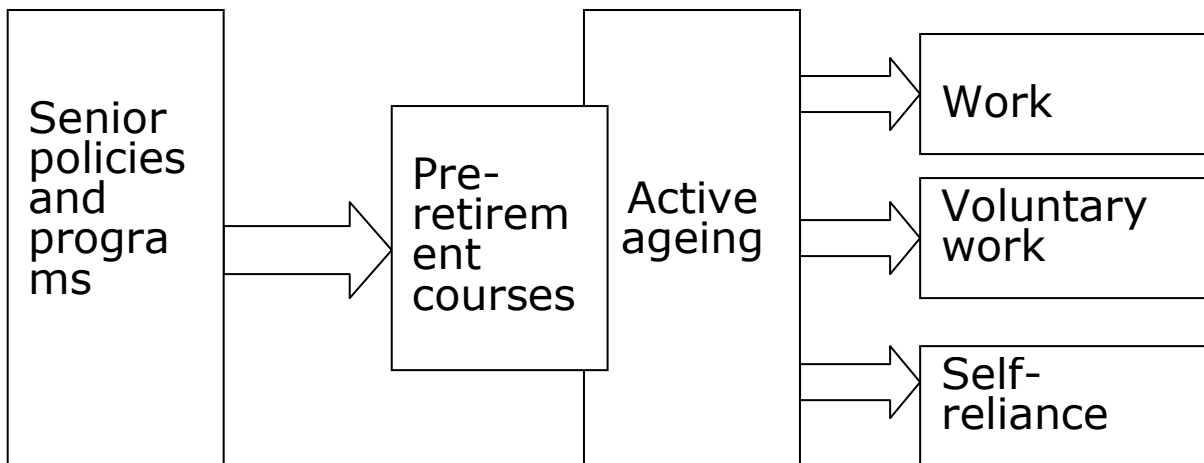 Senior
policies
and
progra
ms
Pre-
retirem
ent
courses
Active
ageing
Work
Voluntary
work
Self-
reliance